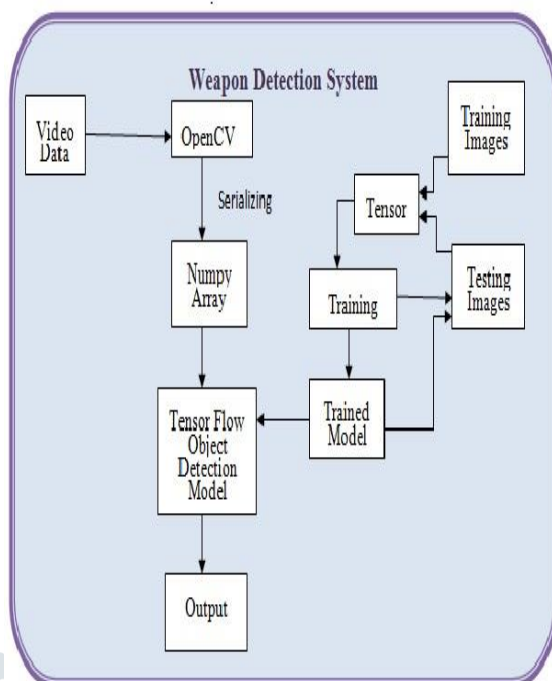 Weapon Detection System
Video
Data
OpenCV
Training
Images
Serializing
Tensor
Numpy
Array
Training
Testing
Images
Tensor Flow
Object
Detection
Model
Trained
Model
Output